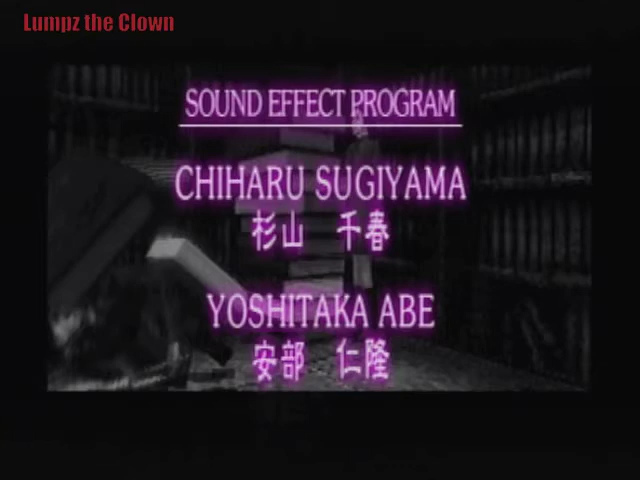 Lumpz the Clown
SOUND EFFECT PROGRAM
CHIHARU SUGIYAMA
杉山　千春
YOSHITAKA ABE
安部　仁隆